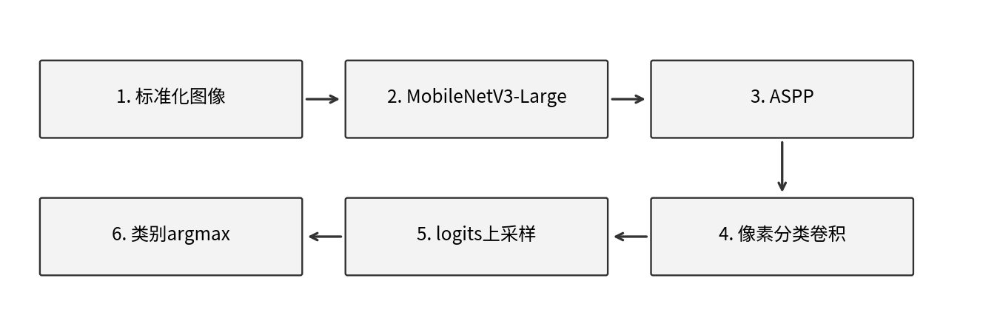 1. 标准化图像
2. MobileNetV3-Large
3. ASPP
4. 像素分类卷积
5. logits上采样
6. 类别argmax